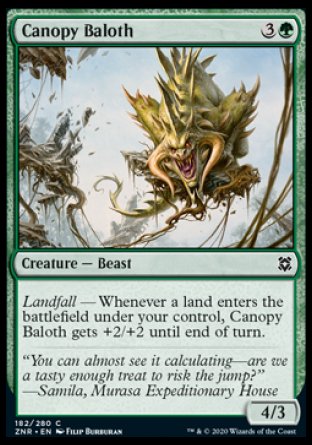 Canopy Baloth 3
Creature — Beast
Landfall — Whenever a land enters the
battlefield under your control, Canopy
Baloth gets +2/+2 until end of turn.
“You can almost see it calculating—are we
a tasty enough treat to risk the jump?”
—Samila, Murasa Expeditionary House
4/3
182/280 C
ZNR • EN Filip Burburan
™ & © 2020 Wizards of the Coast